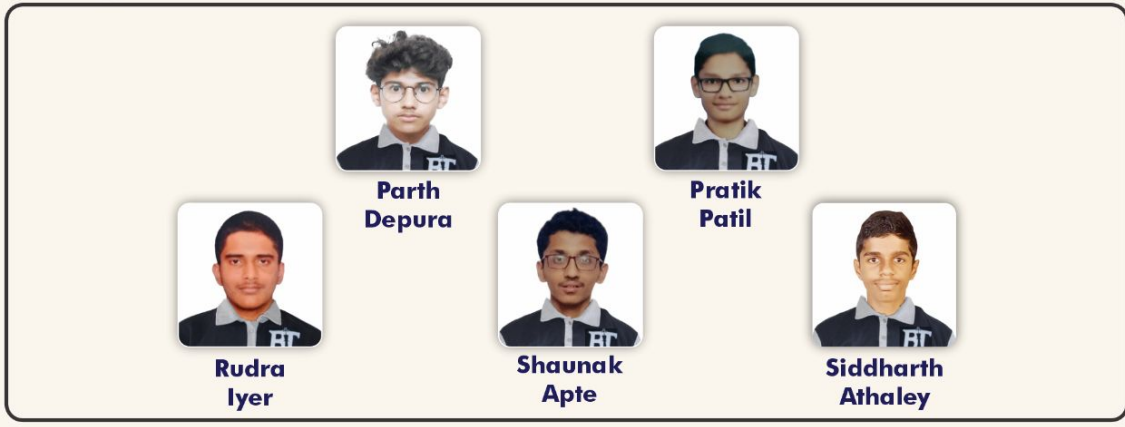 Parth
Depura
Pratik
Patil
Rudra
Iyer
Shaunak
Apte
Siddharth
Athaley